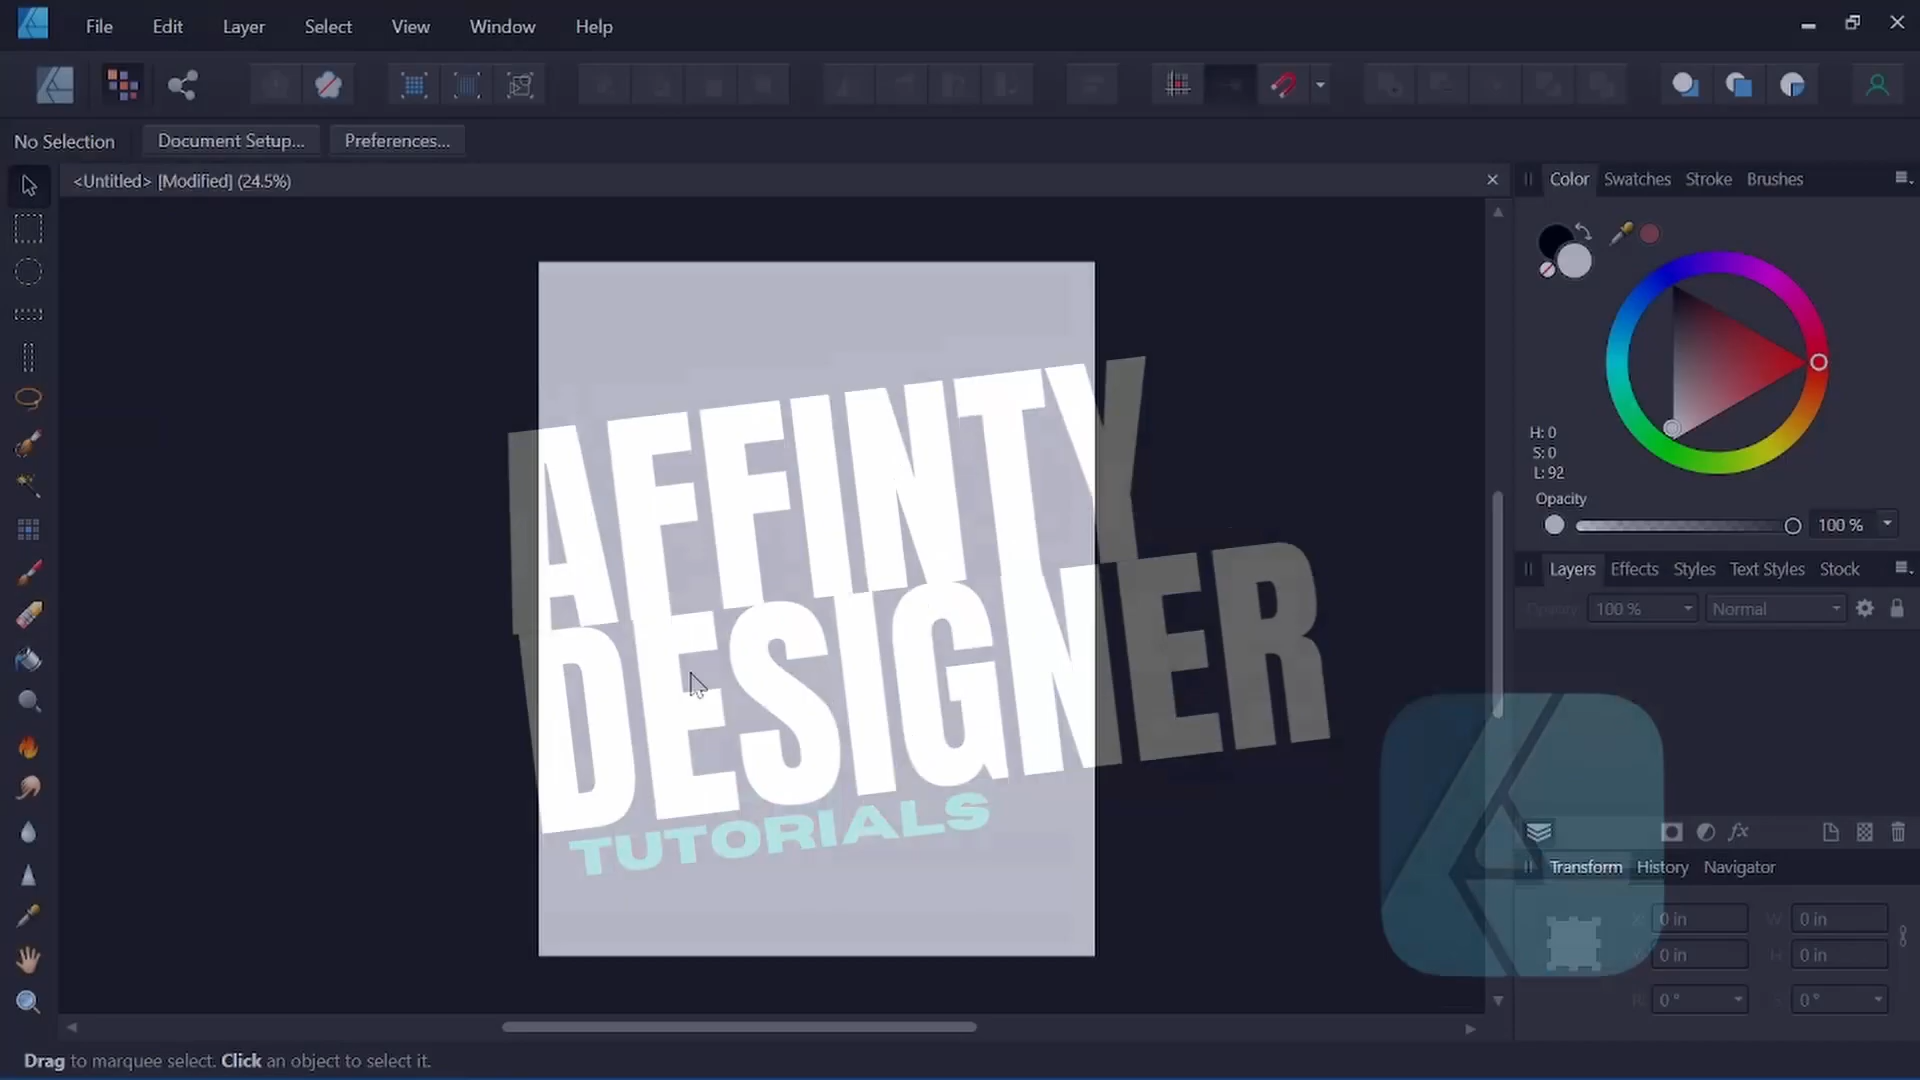 File Edit Layer Select View Window Help
No Selection Document Setup... Preferences...
<Untitled> [Modified] (24.5%)
Color Swatches Stroke Brushes
H: 0
S: 0
L: 92
Opacity
100 %
AFFINTY
DESIGNER
TUTORIALS
Layers Effects Styles Text Styles Stock
Opacity: 100 % Normal
fx
Transform History Navigator
X: 0 in W: 0 in
Y: 0 in H: 0 in
R: 0 ° S: 0 °
Drag to marquee select. Click an object to select it.